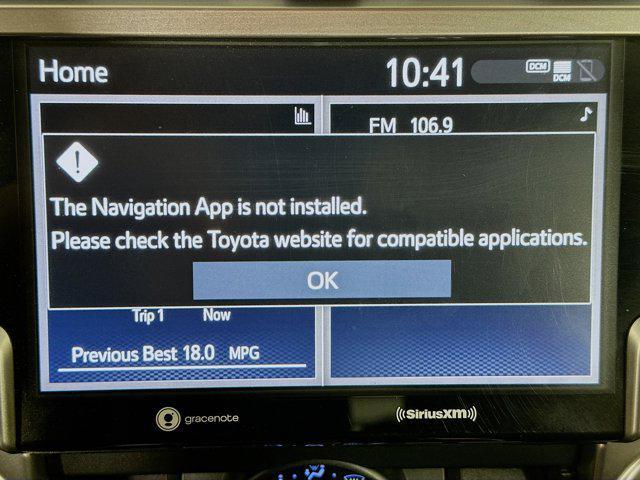 Home 10:41 DCM
DCM
FM 106.9
!
The Navigation App is not installed.
Please check the Toyota website for compatible applications.
OK
Trip 1 Now
Previous Best 18.0 MPG
gracenote SiriusXM